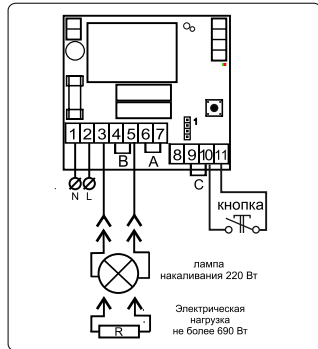 1
1 2 3 4 5 6 7
8 9 10 11
B A
C
N L
кнопка
лампа
накаливания 220 Вт
Электрическая
нагрузка
не более 690 Вт
R